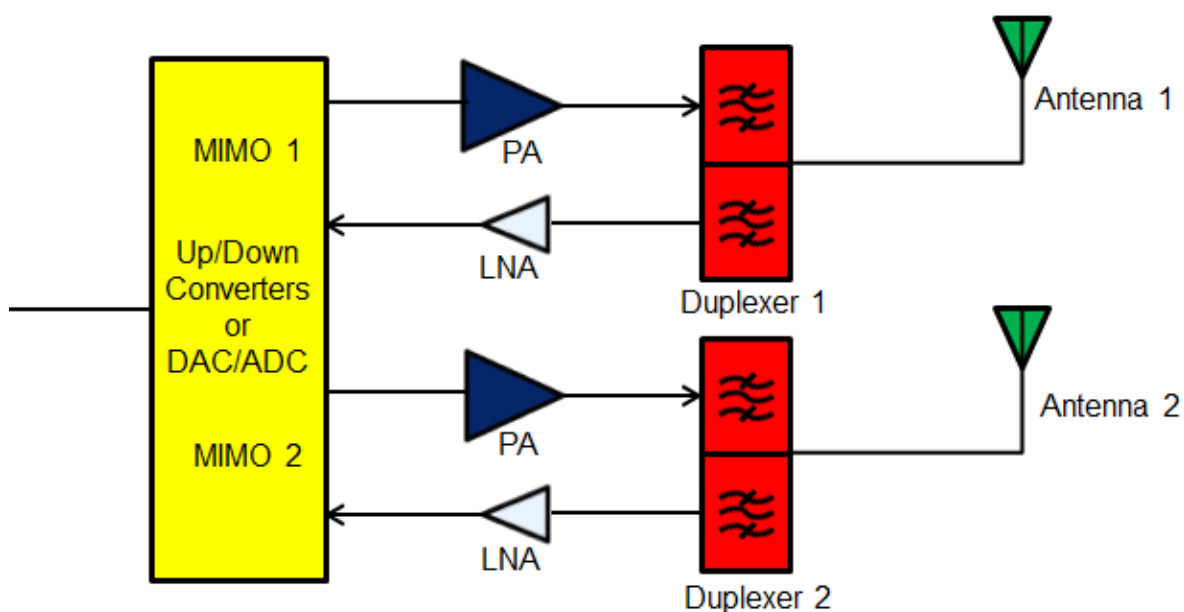 Antenna 1
MIMO 1
PA
Up/Down
Converters
or
DAC/ADC
LNA
Duplexer 1
Antenna 2
MIMO 2
PA
LNA
Duplexer 2